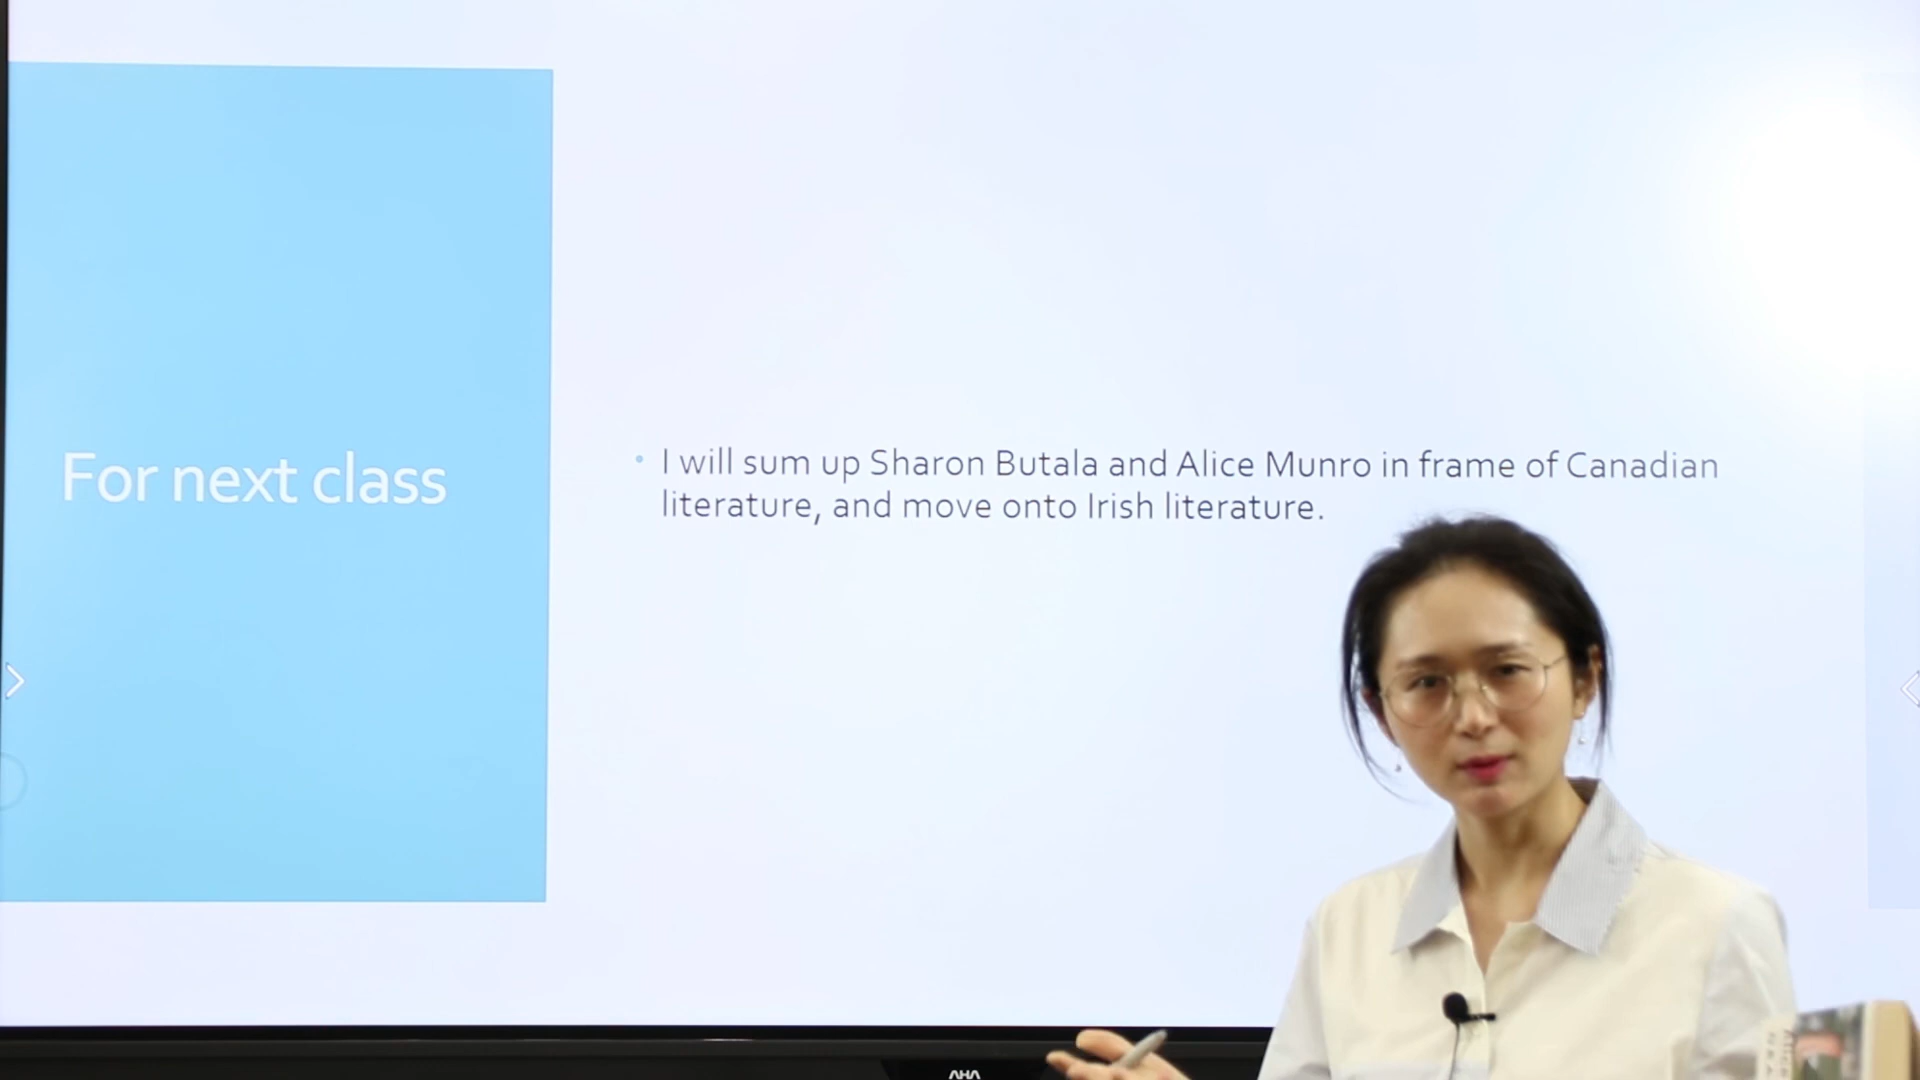 For next class
• I will sum up Sharon Butala and Alice Munro in frame of Canadian
literature, and move onto Irish literature.
AHA